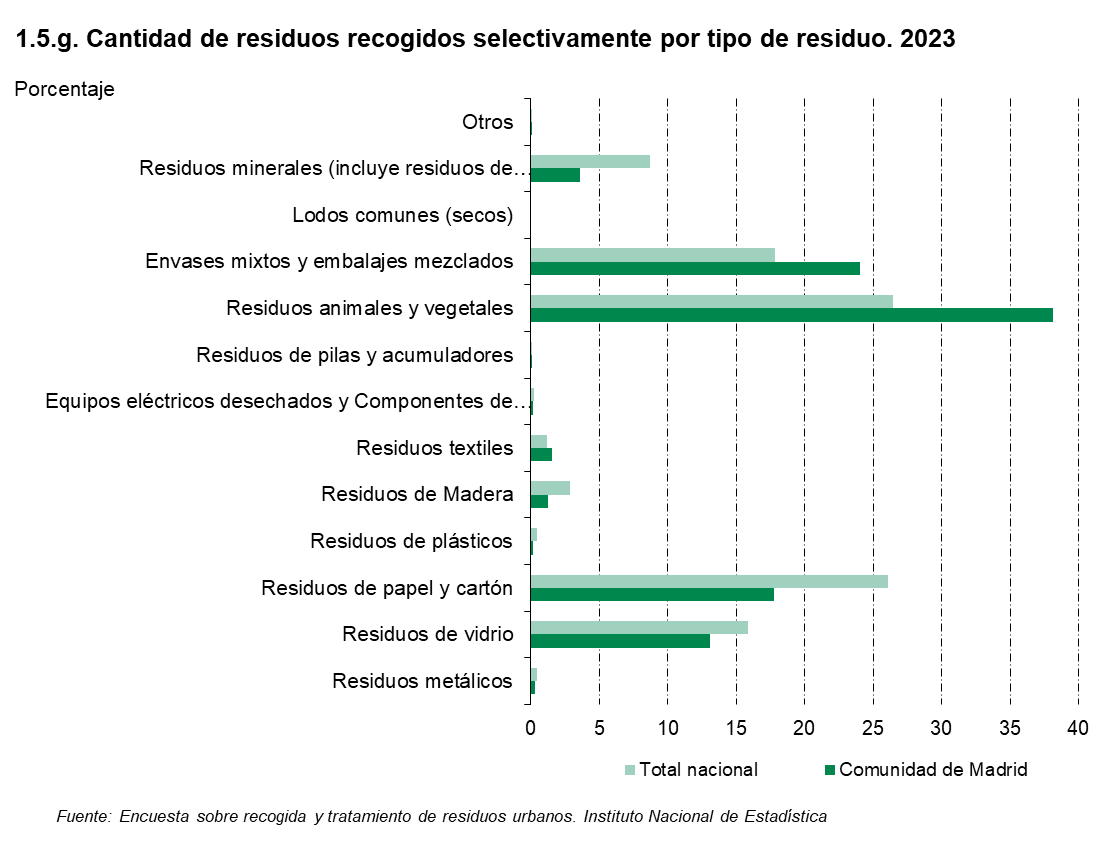 1.5.g. Cantidad de residuos recogidos selectivamente por tipo de residuo. 2023
Porcentaje
Otros
Residuos minerales (incluye residuos de…
Lodos comunes (secos)
Envases mixtos y embalajes mezclados
Residuos animales y vegetales
Residuos de pilas y acumuladores
Equipos eléctricos desechados y Componentes de…
Residuos textiles
Residuos de Madera
Residuos de plásticos
Residuos de papel y cartón
Residuos de vidrio
Residuos metálicos
0 5 10 15 20 25 30 35 40
Total nacional Comunidad de Madrid
Fuente: Encuesta sobre recogida y tratamiento de residuos urbanos. Instituto Nacional de Estadística